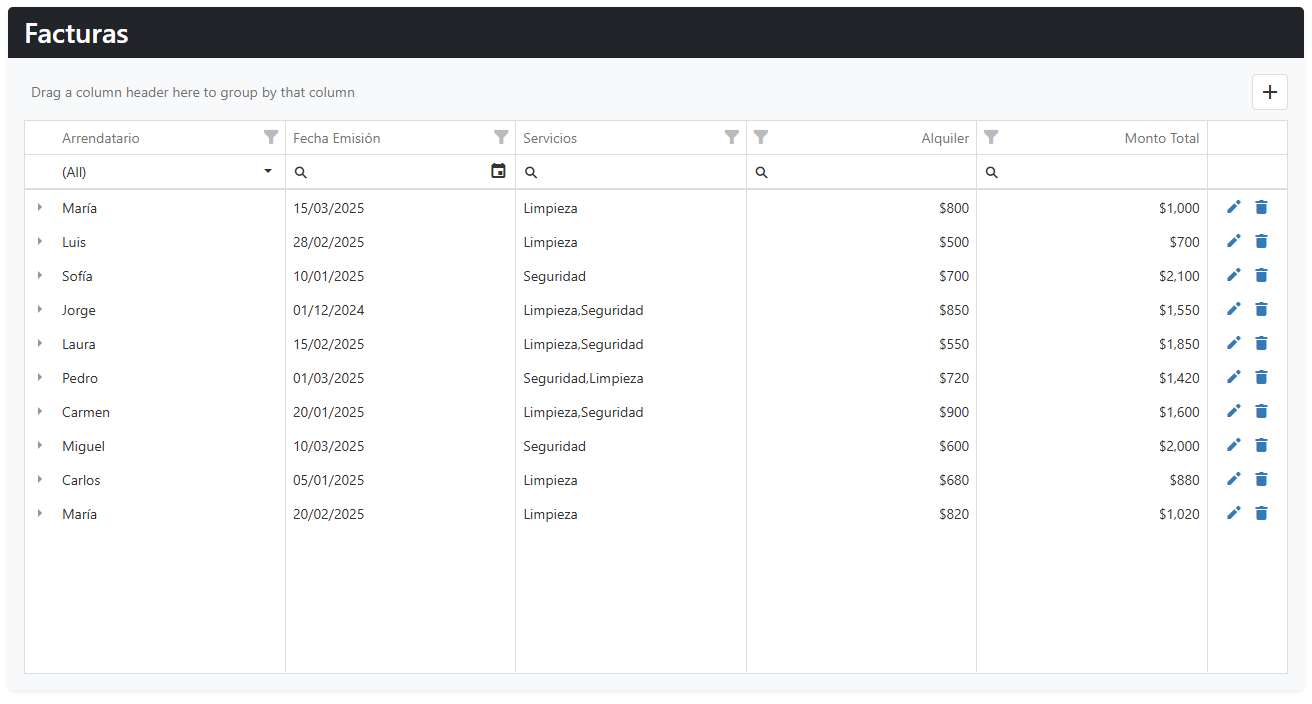 Facturas
Drag a column header here to group by that column
Arrendatario Fecha Emisión Servicios Alquiler Monto Total
(All)
María 15/03/2025 Limpieza $800 $1,000
Luis 28/02/2025 Limpieza $500 $700
Sofía 10/01/2025 Seguridad $700 $2,100
Jorge 01/12/2024 Limpieza,Seguridad $850 $1,550
Laura 15/02/2025 Limpieza,Seguridad $550 $1,850
Pedro 01/03/2025 Seguridad,Limpieza $720 $1,420
Carmen 20/01/2025 Limpieza,Seguridad $900 $1,600
Miguel 10/03/2025 Seguridad $600 $2,000
Carlos 05/01/2025 Limpieza $680 $880
María 20/02/2025 Limpieza $820 $1,020